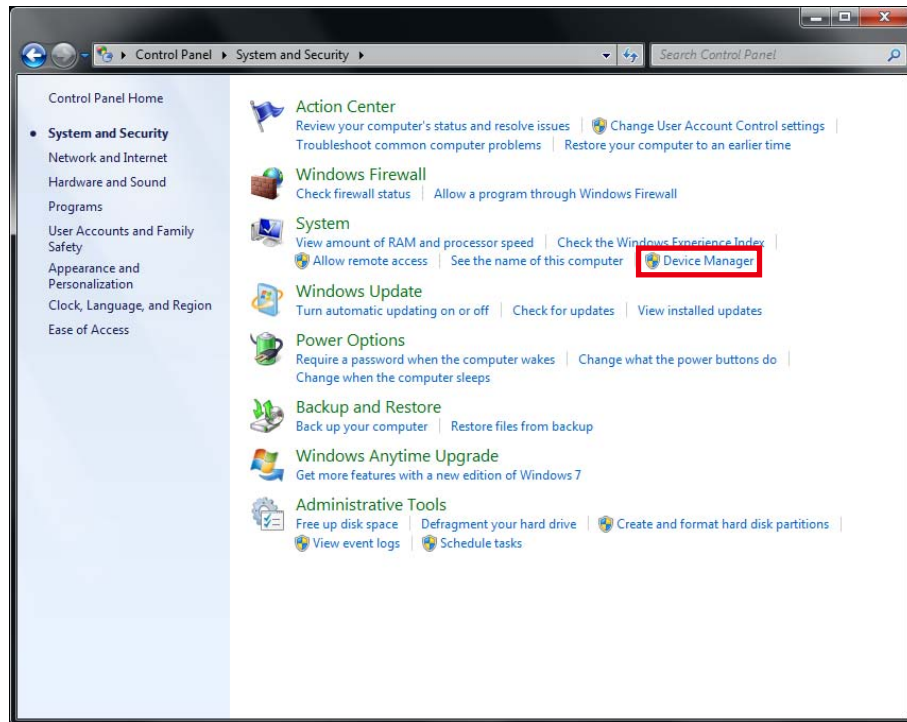 Control Panel System and Security
Search Control Panel
Control Panel Home
System and Security
Network and Internet
Hardware and Sound
Programs
User Accounts and Family
Safety
Appearance and
Personalization
Clock, Language, and Region
Ease of Access
Action Center
Review your computer's status and resolve issues Change User Account Control settings
Troubleshoot common computer problems Restore your computer to an earlier time
Windows Firewall
Check firewall status Allow a program through Windows Firewall
System
View amount of RAM and processor speed Check the Windows Experience Index
Allow remote access See the name of this computer Device Manager
Windows Update
Turn automatic updating on or off Check for updates View installed updates
Power Options
Require a password when the computer wakes Change what the power buttons do
Change when the computer sleeps
Backup and Restore
Back up your computer Restore files from backup
Windows Anytime Upgrade
Get more features with a new edition of Windows 7
Administrative Tools
Free up disk space Defragment your hard drive Create and format hard disk partitions
View event logs Schedule tasks